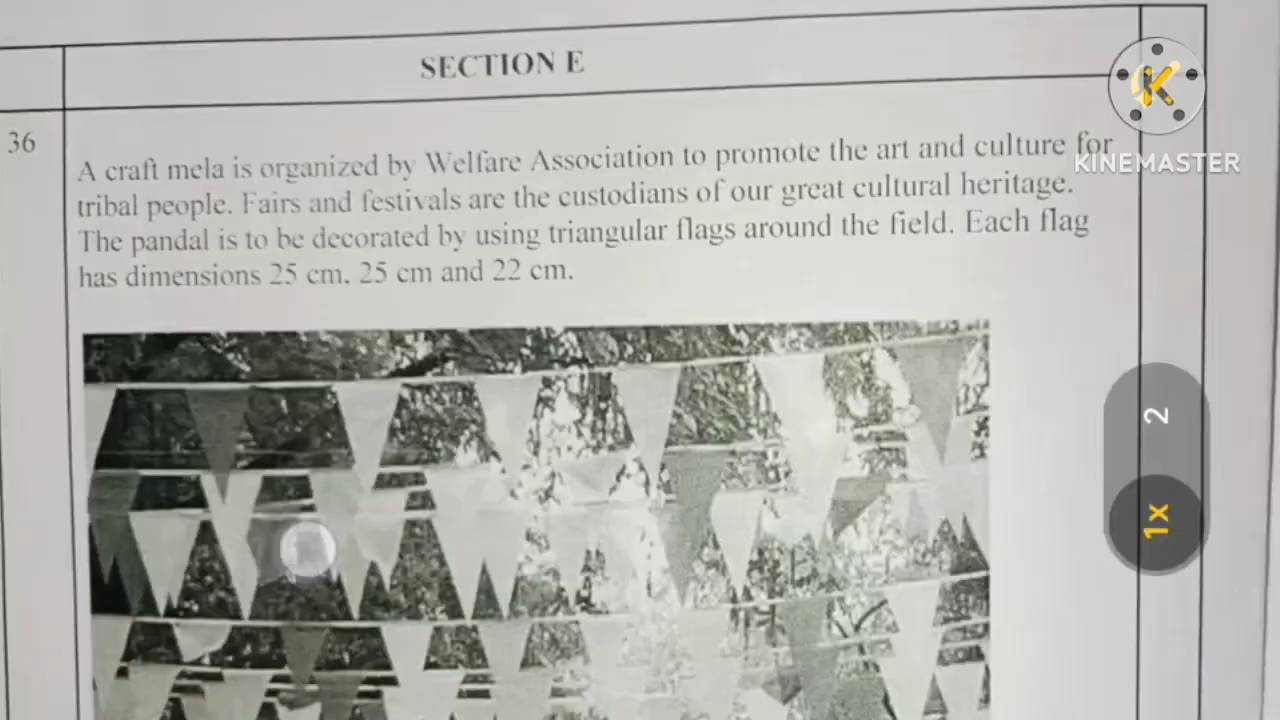 SECTION E
36
A craft mela is organized by Welfare Association to promote the art and culture for
tribal people. Fairs and festivals are the custodians of our great cultural heritage.
The pandal is to be decorated by using triangular flags around the field. Each flag
has dimensions 25 cm, 25 cm and 22 cm.
K
KINEMASTER
2
1x